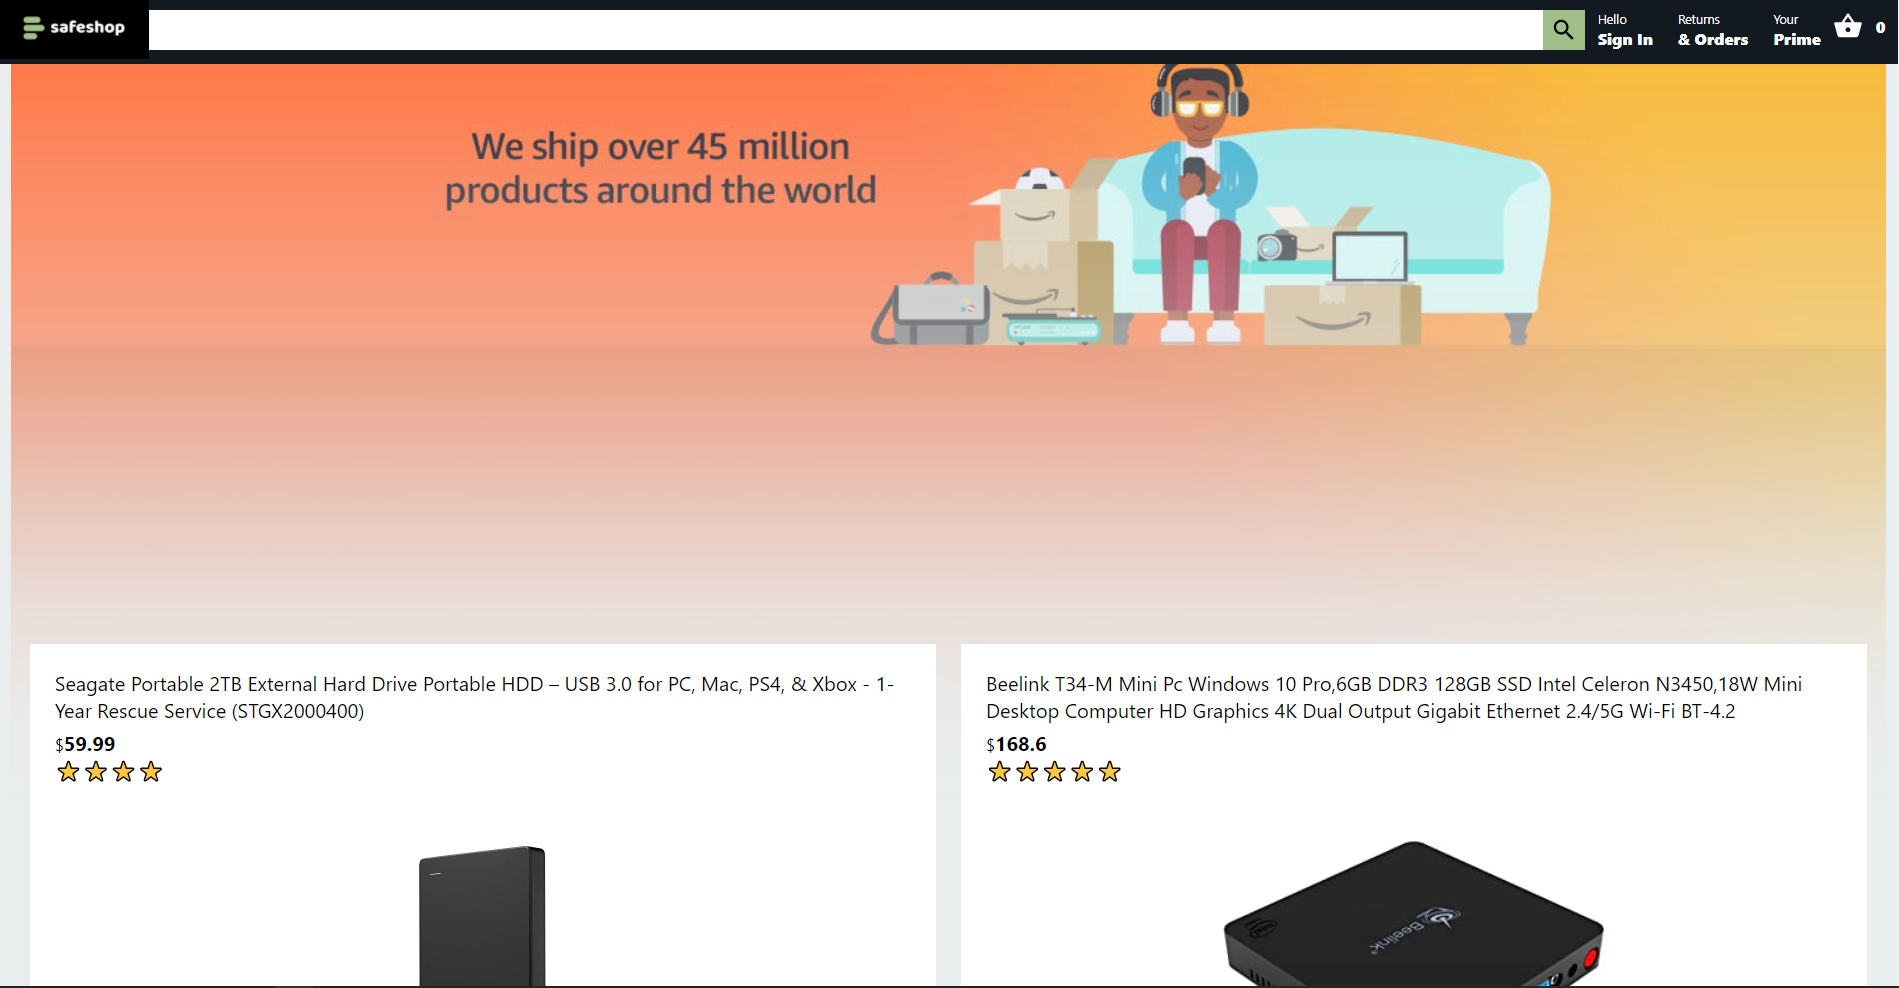 safeshop
Hello
Sign In
Returns
& Orders
Your
Prime
0
We ship over 45 million
products around the world
Seagate Portable 2TB External Hard Drive Portable HDD – USB 3.0 for PC, Mac, PS4, & Xbox - 1-
Year Rescue Service (STGX2000400)
$59.99
Beelink T34-M Mini Pc Windows 10 Pro,6GB DDR3 128GB SSD Intel Celeron N3450,18W Mini
Desktop Computer HD Graphics 4K Dual Output Gigabit Ethernet 2.4/5G Wi-Fi BT-4.2
$168.6
Beelink